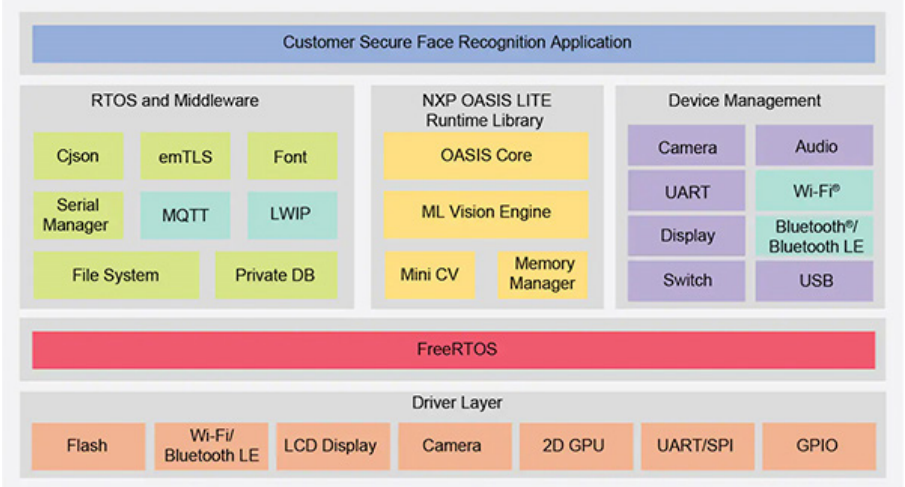 Customer Secure Face Recognition Application
RTOS and Middleware
Cjson
emTLS
Font
Serial
Manager
MQTT
LWIP
File System
Private DB
NXP OASIS LITE
Runtime Library
OASIS Core
ML Vision Engine
Mini CV
Memory
Manager
Device Management
Camera
Audio
UART
Wi-Fi®
Display
Bluetooth®/
Bluetooth LE
Switch
USB
FreeRTOS
Driver Layer
Flash
Wi-Fi/
Bluetooth LE
LCD Display
Camera
2D GPU
UART/SPI
GPIO